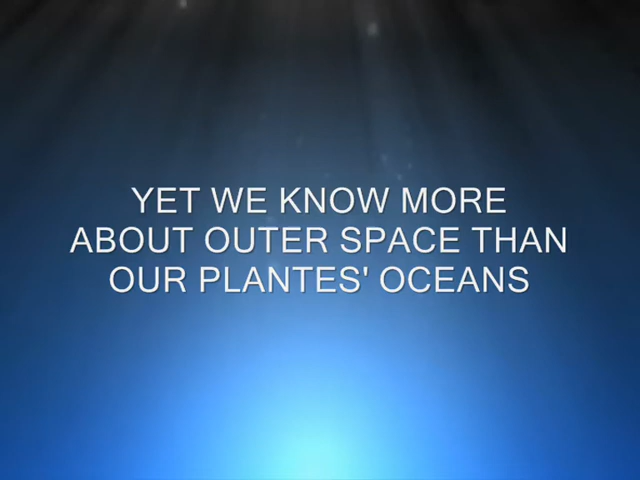 YET WE KNOW MORE
ABOUT OUTER SPACE THAN
OUR PLANTES' OCEANS